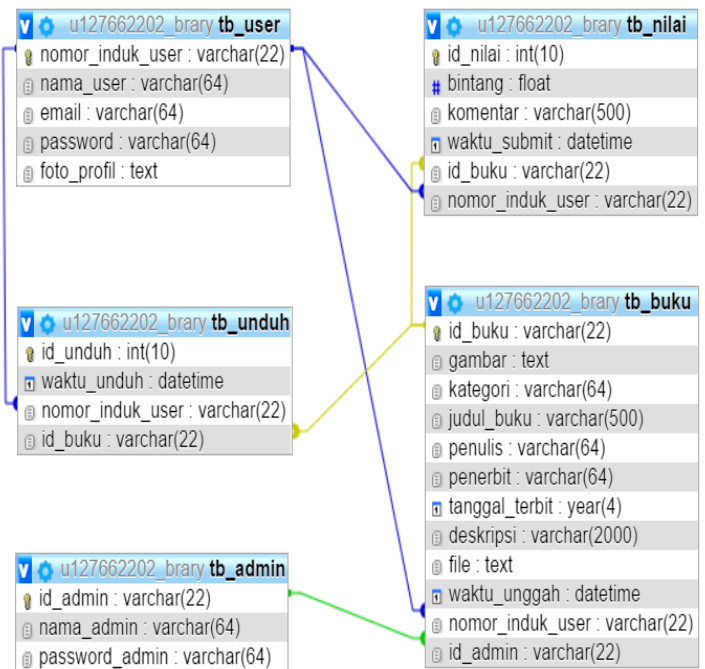 u127662202_brary tb_user
nomor_induk_user : varchar(22)
nama_user : varchar(64)
email : varchar(64)
password : varchar(64)
foto_profil : text
u127662202_brary tb_nilai
id_nilai : int(10)
bintang : float
komentar : varchar(500)
waktu_submit : datetime
id_buku : varchar(22)
nomor_induk_user : varchar(22)
u127662202_brary tb_unduh
id_unduh : int(10)
waktu_unduh : datetime
nomor_induk_user : varchar(22)
id_buku : varchar(22)
u127662202_brary tb_buku
id_buku : varchar(22)
gambar : text
kategori : varchar(64)
judul_buku : varchar(500)
penulis : varchar(64)
penerbit : varchar(64)
tanggal_terbit : year(4)
deskripsi : varchar(2000)
file : text
waktu_unggah : datetime
nomor_induk_user : varchar(22)
id_admin : varchar(22)
u127662202_brary tb_admin
id_admin : varchar(22)
nama_admin : varchar(64)
password_admin : varchar(64)